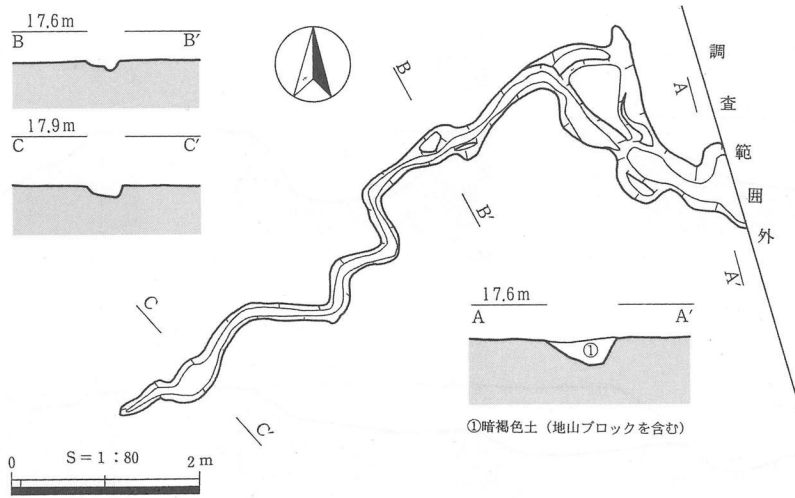 17.6m
B B′
17.9m
C C′
B
B′
C
C′
A
A′
調査範囲外
17.6m
A A′
①
①暗褐色土（地山ブロックを含む）
S=1:80
0 2m